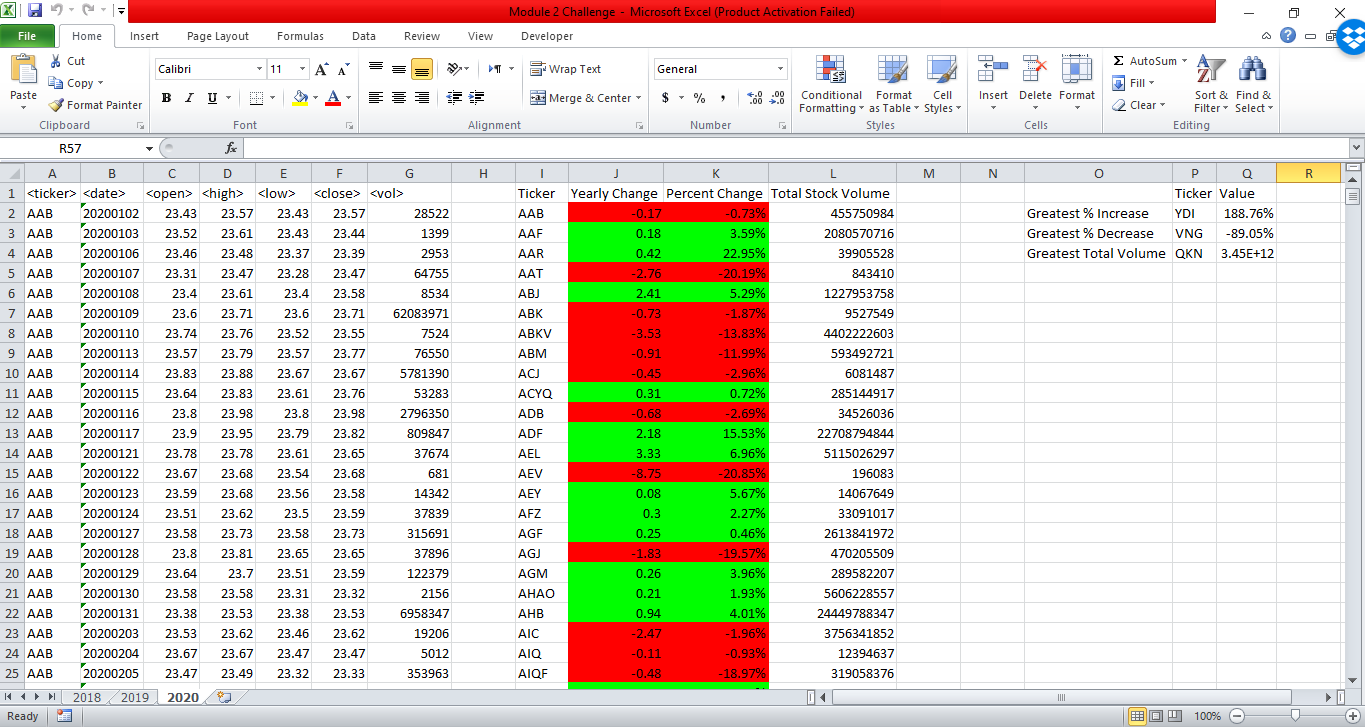 Module 2 Challenge - Microsoft Excel (Product Activation Failed)
File Home Insert Page Layout Formulas Data Review View Developer
Paste Cut Copy Format Painter
Calibri 11
B I U A A A
Wrap Text
Merge & Center
General
$ % ,
Conditional Formatting Format as Table Cell Styles
Insert Delete Format
Σ AutoSum Fill Clear
Sort & Filter Find & Select
Clipboard Font Alignment Number Styles Cells Editing
R57 fx
A B C D E F G H I J K L M N O P Q R
1 <ticker> <date> <open> <high> <low> <close> <vol> Ticker Yearly Change Percent Change Total Stock Volume Ticker Value
2 AAB 20200102 23.43 23.57 23.43 23.57 28522 AAB -0.17 -0.73% 455750984 Greatest % Increase YDI 188.76%
3 AAB 20200103 23.52 23.61 23.43 23.44 1399 AAF 0.18 3.59% 2080570716 Greatest % Decrease VNG -89.05%
4 AAB 20200106 23.46 23.48 23.37 23.39 2953 AAR 0.42 22.95% 39905528 Greatest Total Volume QKN 3.45E+12
5 AAB 20200107 23.31 23.47 23.28 23.47 64755 AAT -2.76 -20.19% 843410
6 AAB 20200108 23.4 23.61 23.4 23.58 8534 ABJ 2.41 5.29% 1227953758
7 AAB 20200109 23.6 23.71 23.6 23.71 62083971 ABK -0.73 -1.87% 9527549
8 AAB 20200110 23.74 23.76 23.52 23.55 7524 ABKV -3.53 -13.83% 4402222603
9 AAB 20200113 23.57 23.79 23.57 23.77 76550 ABM -0.91 -11.99% 593492721
10 AAB 20200114 23.83 23.88 23.67 23.67 5781390 ACJ -0.45 -2.96% 6081487
11 AAB 20200115 23.64 23.83 23.61 23.76 53283 ACYQ 0.31 0.72% 285144917
12 AAB 20200116 23.8 23.98 23.8 23.98 2796350 ADB -0.68 -2.69% 34526036
13 AAB 20200117 23.9 23.95 23.79 23.82 809847 ADF 2.18 15.53% 22708794844
14 AAB 20200121 23.78 23.78 23.61 23.65 37674 AEL 3.33 6.96% 5115026297
15 AAB 20200122 23.67 23.68 23.54 23.68 681 AEV -8.75 -20.85% 196083
16 AAB 20200123 23.59 23.68 23.56 23.58 14342 AEY 0.08 5.67% 14067649
17 AAB 20200124 23.51 23.62 23.5 23.59 37839 AFZ 0.3 2.27% 33091017
18 AAB 20200127 23.58 23.73 23.58 23.73 315691 AGF 0.25 0.46% 2613841972
19 AAB 20200128 23.8 23.81 23.65 23.65 37896 AGJ -1.83 -19.57% 470205509
20 AAB 20200129 23.64 23.7 23.51 23.59 122379 AGM 0.26 3.96% 289582207
21 AAB 20200130 23.58 23.58 23.31 23.32 2156 AHAO 0.21 1.93% 5606228557
22 AAB 20200131 23.38 23.53 23.38 23.53 6958347 AHB 0.94 4.01% 24449788347
23 AAB 20200203 23.53 23.62 23.46 23.62 19206 AIC -2.47 -1.96% 3756341852
24 AAB 20200204 23.67 23.67 23.47 23.47 5012 AIQ -0.11 -0.93% 12394637
25 AAB 20200205 23.47 23.49 23.32 23.33 353963 AIQF -0.48 -18.97% 319058376
2018 2019 2020
Ready 100%